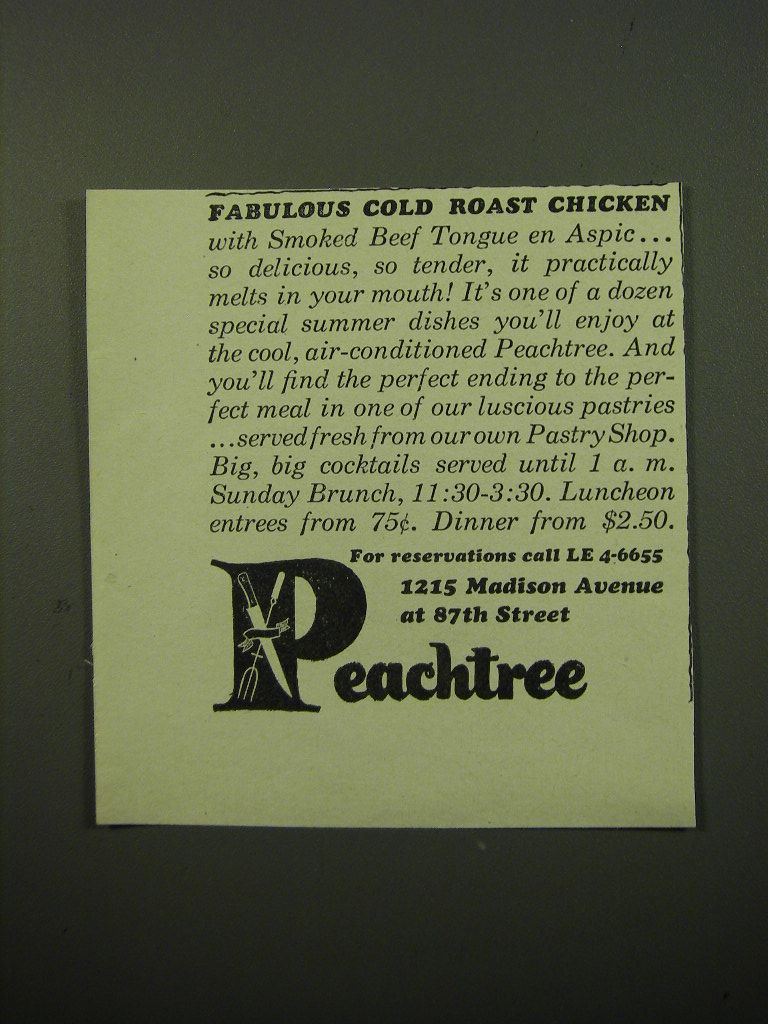 FABULOUS COLD ROAST CHICKEN
with Smoked Beef Tongue en Aspic...
so delicious, so tender, it practically
melts in your mouth! It's one of a dozen
special summer dishes you'll enjoy at
the cool, air-conditioned Peachtree. And
you'll find the perfect ending to the per-
fect meal in one of our luscious pastries
...served fresh from our own Pastry Shop.
Big, big cocktails served until 1 a. m.
Sunday Brunch, 11:30-3:30. Luncheon
entrees from 75¢. Dinner from $2.50.
For reservations call LE 4-6655
1215 Madison Avenue
at 87th Street
Peachtree